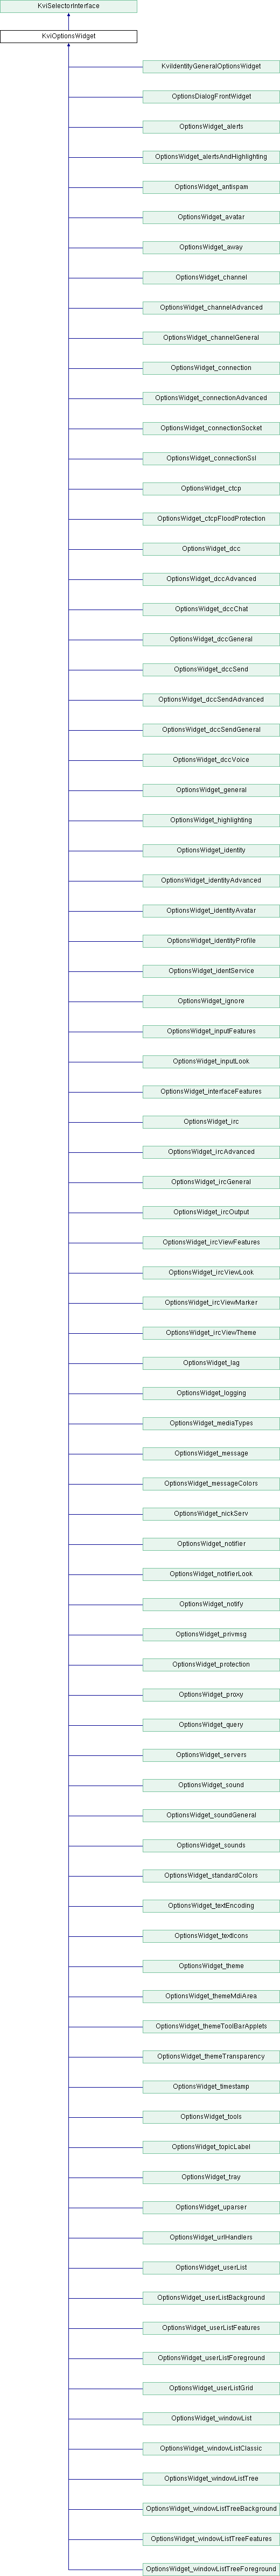 KviSelectorInterface
KviOptionsWidget
KviIdentityGeneralOptionsWidget
OptionsDialogFrontWidget
OptionsWidget_alerts
OptionsWidget_alertsAndHighlighting
OptionsWidget_antispam
OptionsWidget_avatar
OptionsWidget_away
OptionsWidget_channel
OptionsWidget_channelAdvanced
OptionsWidget_channelGeneral
OptionsWidget_connection
OptionsWidget_connectionAdvanced
OptionsWidget_connectionSocket
OptionsWidget_connectionSsl
OptionsWidget_ctcp
OptionsWidget_ctcpFloodProtection
OptionsWidget_dcc
OptionsWidget_dccAdvanced
OptionsWidget_dccChat
OptionsWidget_dccGeneral
OptionsWidget_dccSend
OptionsWidget_dccSendAdvanced
OptionsWidget_dccSendGeneral
OptionsWidget_dccVoice
OptionsWidget_general
OptionsWidget_highlighting
OptionsWidget_identity
OptionsWidget_identityAdvanced
OptionsWidget_identityAvatar
OptionsWidget_identityProfile
OptionsWidget_identService
OptionsWidget_ignore
OptionsWidget_inputFeatures
OptionsWidget_inputLook
OptionsWidget_interfaceFeatures
OptionsWidget_irc
OptionsWidget_ircAdvanced
OptionsWidget_ircGeneral
OptionsWidget_ircOutput
OptionsWidget_ircViewFeatures
OptionsWidget_ircViewLook
OptionsWidget_ircViewMarker
OptionsWidget_ircViewTheme
OptionsWidget_lag
OptionsWidget_logging
OptionsWidget_mediaTypes
OptionsWidget_message
OptionsWidget_messageColors
OptionsWidget_nickServ
OptionsWidget_notifier
OptionsWidget_notifierLook
OptionsWidget_notify
OptionsWidget_privmsg
OptionsWidget_protection
OptionsWidget_proxy
OptionsWidget_query
OptionsWidget_servers
OptionsWidget_sound
OptionsWidget_soundGeneral
OptionsWidget_sounds
OptionsWidget_standardColors
OptionsWidget_textEncoding
OptionsWidget_textIcons
OptionsWidget_theme
OptionsWidget_themeMdiArea
OptionsWidget_themeToolBarApplets
OptionsWidget_themeTransparency
OptionsWidget_timestamp
OptionsWidget_tools
OptionsWidget_topicLabel
OptionsWidget_tray
OptionsWidget_uparser
OptionsWidget_urlHandlers
OptionsWidget_userList
OptionsWidget_userListBackground
OptionsWidget_userListFeatures
OptionsWidget_userListForeground
OptionsWidget_userListGrid
OptionsWidget_windowList
OptionsWidget_windowListClassic
OptionsWidget_windowListTree
OptionsWidget_windowListTreeBackground
OptionsWidget_windowListTreeFeatures
OptionsWidget_windowListTreeForeground